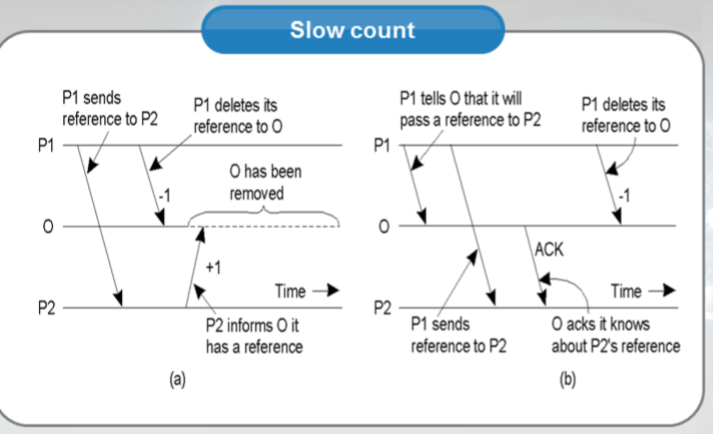 Slow count
P1 sends
reference to P2
P1 deletes its
reference to O
P1
O has been
removed
-1
O
+1
Time
P2
P2 informs O it
has a reference
(a)
P1 tells O that it will
pass a reference to P2
P1 deletes its
reference to O
P1
-1
O
ACK
Time
P2
P1 sends
reference to P2
O acks it knows
about P2's reference
(b)